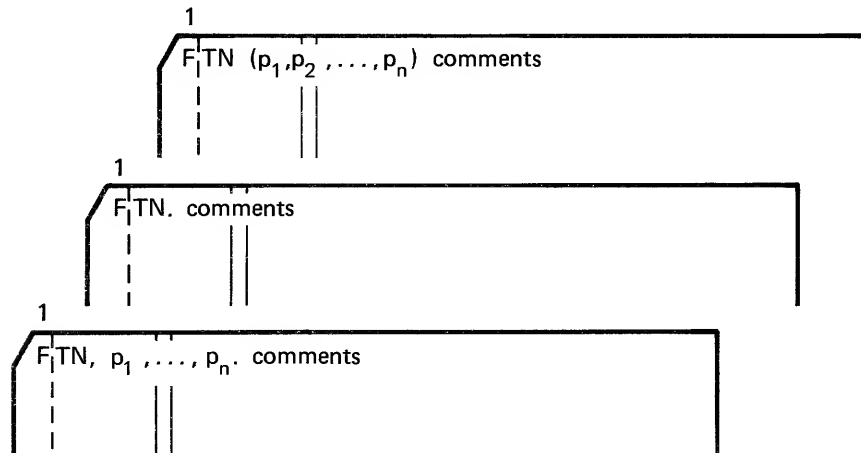 1
FTN (p₁,p₂ ,...,pₙ) comments
1
FTN. comments
1
FTN, p₁ ,..., pₙ. comments